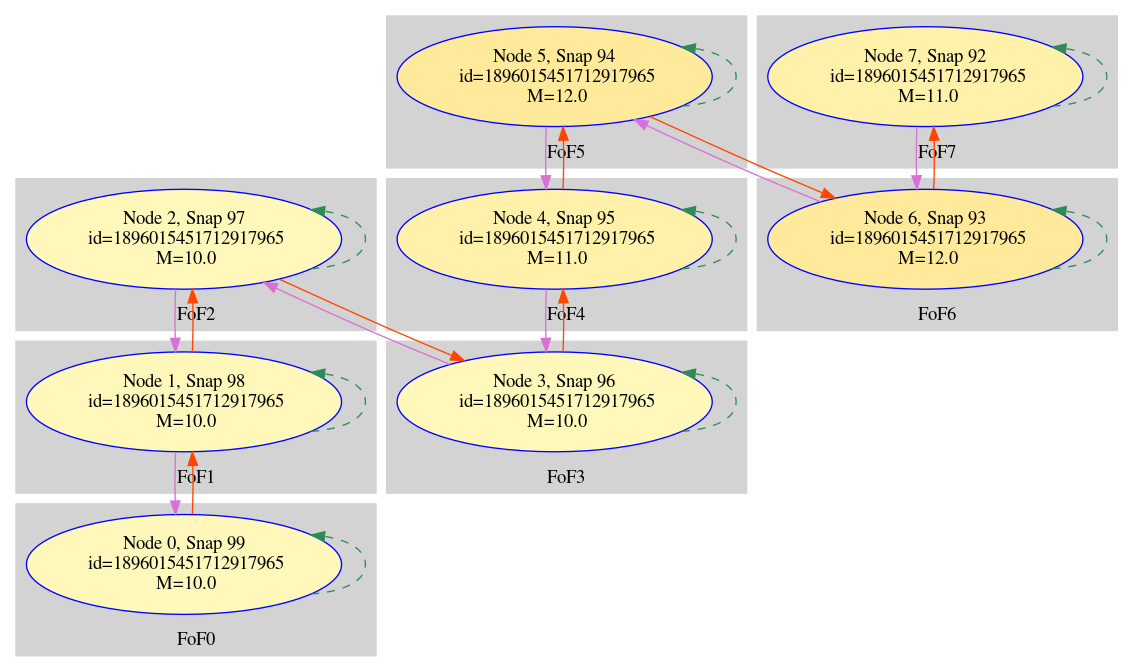 Node 5, Snap 94
id=1896015451712917965
M=12.0
FoF5
Node 7, Snap 92
id=1896015451712917965
M=11.0
FoF7
Node 2, Snap 97
id=1896015451712917965
M=10.0
FoF2
Node 4, Snap 95
id=1896015451712917965
M=11.0
FoF4
Node 6, Snap 93
id=1896015451712917965
M=12.0
FoF6
Node 1, Snap 98
id=1896015451712917965
M=10.0
FoF1
Node 3, Snap 96
id=1896015451712917965
M=10.0
FoF3
Node 0, Snap 99
id=1896015451712917965
M=10.0
FoF0